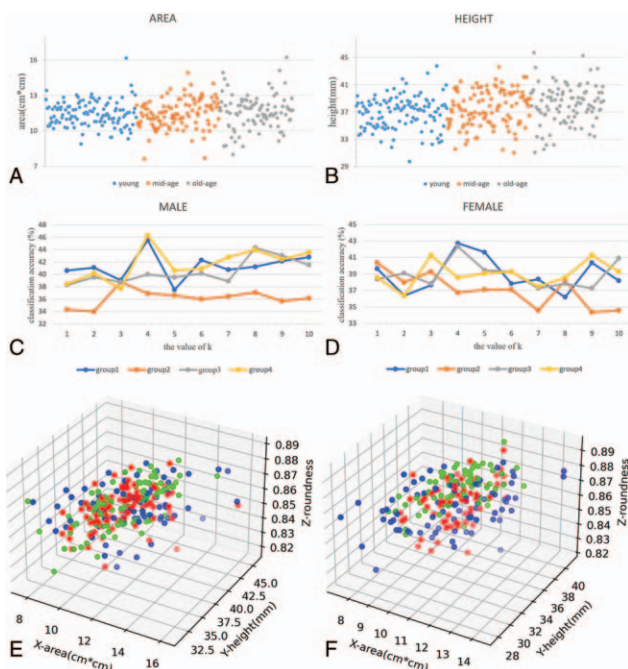 AREA
HEIGHT
16
13
10
7
area(cm*cm)
45
41
37
33
29
height(mm)
A
B
young mid-age old-age
young mid-age old-age
MALE
FEMALE
48
46
44
42
40
38
36
34
32
classification accuracy (%)
45
43
41
39
37
35
33
classification accuracy (%)
1 2 3 4 5 6 7 8 9 10
1 2 3 4 5 6 7 8 9 10
C
the value of k
D
the value of k
group1 group2 group3 group4
group1 group2 group3 group4
0.89
0.88
0.87
0.86
0.85
0.84
0.83
0.82
Z-roundness
45.0
42.5
40.0
37.5
35.0
32.5
Y-height(mm)
8 10 12 14 16
X-area(cm*cm)
E
0.89
0.88
0.87
0.86
0.85
0.84
0.83
0.82
Z-roundness
40
38
36
34
32
30
28
Y-height(mm)
8 9 10 11 12 13 14
X-area(cm*cm)
F